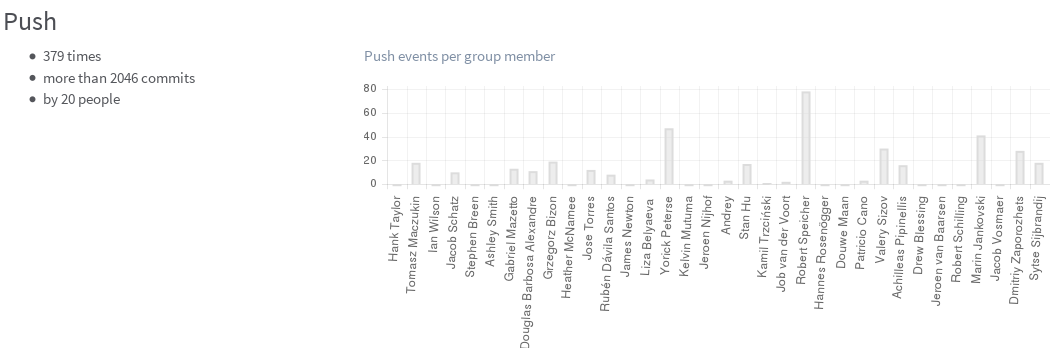 Push
379 times
more than 2046 commits
by 20 people
Push events per group member
80
60
40
20
0
Hank Taylor
Tomasz Maczukin
Ian Wilson
Jacob Schatz
Stephen Breen
Ashley Smith
Gabriel Mazetto
Douglas Barbosa Alexandre
Grzegorz Bizon
Heather McNamee
Jose Torres
Rubén Dávila Santos
James Newton
Liza Belyaeva
Yorick Peterse
Kelvin Mutuma
Jeroen Nijhof
Andrey
Stan Hu
Kamil Trzciński
Job van der Voort
Robert Speicher
Hannes Rosenögger
Douwe Maan
Patricio Cano
Valery Sizov
Achilleas Pipinellis
Drew Blessing
Jeroen van Baarsen
Robert Schilling
Marin Jankovski
Jacob Vosmaer
Dmitriy Zaporozhets
Sytse Sijbrandij